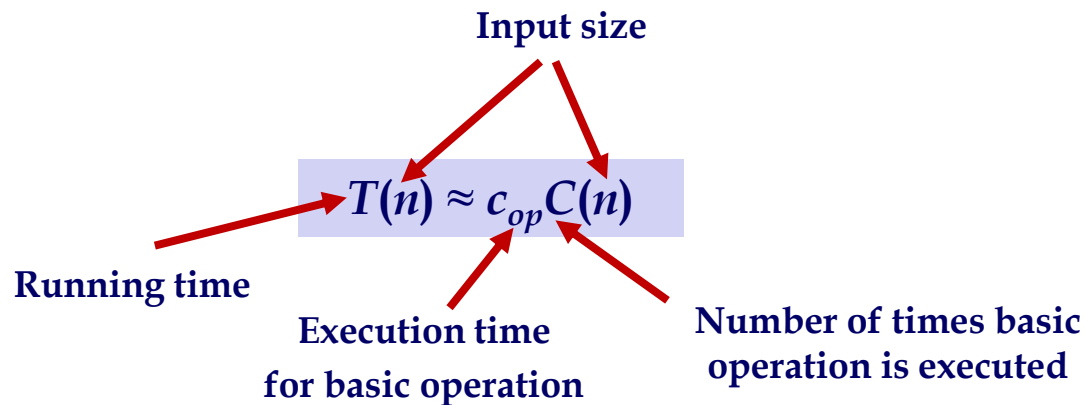 Input size
T(n) ≈ c_op C(n)
Running time
Execution time
for basic operation
Number of times basic
operation is executed